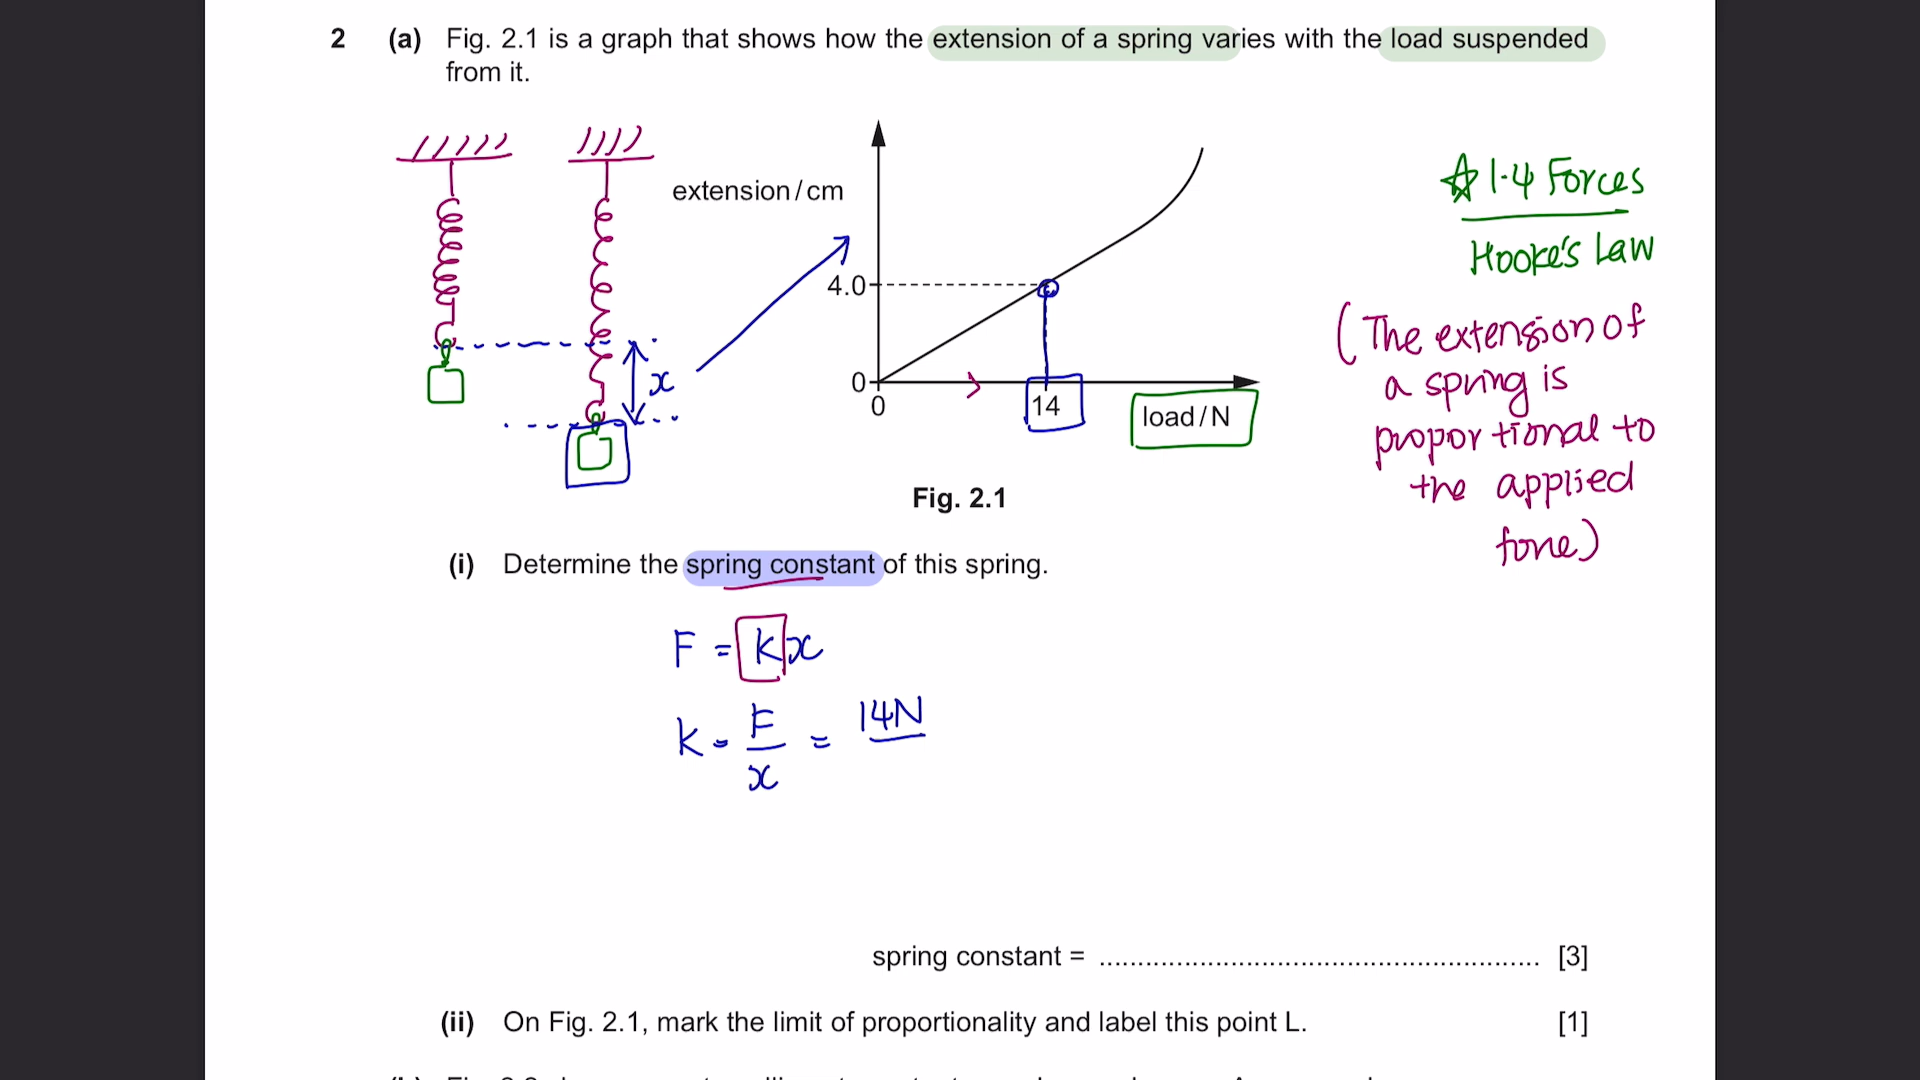 2 (a) Fig. 2.1 is a graph that shows how the extension of a spring varies with the load suspended
from it.
extension / cm
4.0
0
0
14
load / N
x
Fig. 2.1
☆ 1.4 Forces
Hooke's Law
(The extension of
a spring is
proportional to
the applied
force)
(i) Determine the spring constant of this spring.
F = kx
k = F/x = 14N
spring constant = .......................................................... [3]
(ii) On Fig. 2.1, mark the limit of proportionality and label this point L. [1]